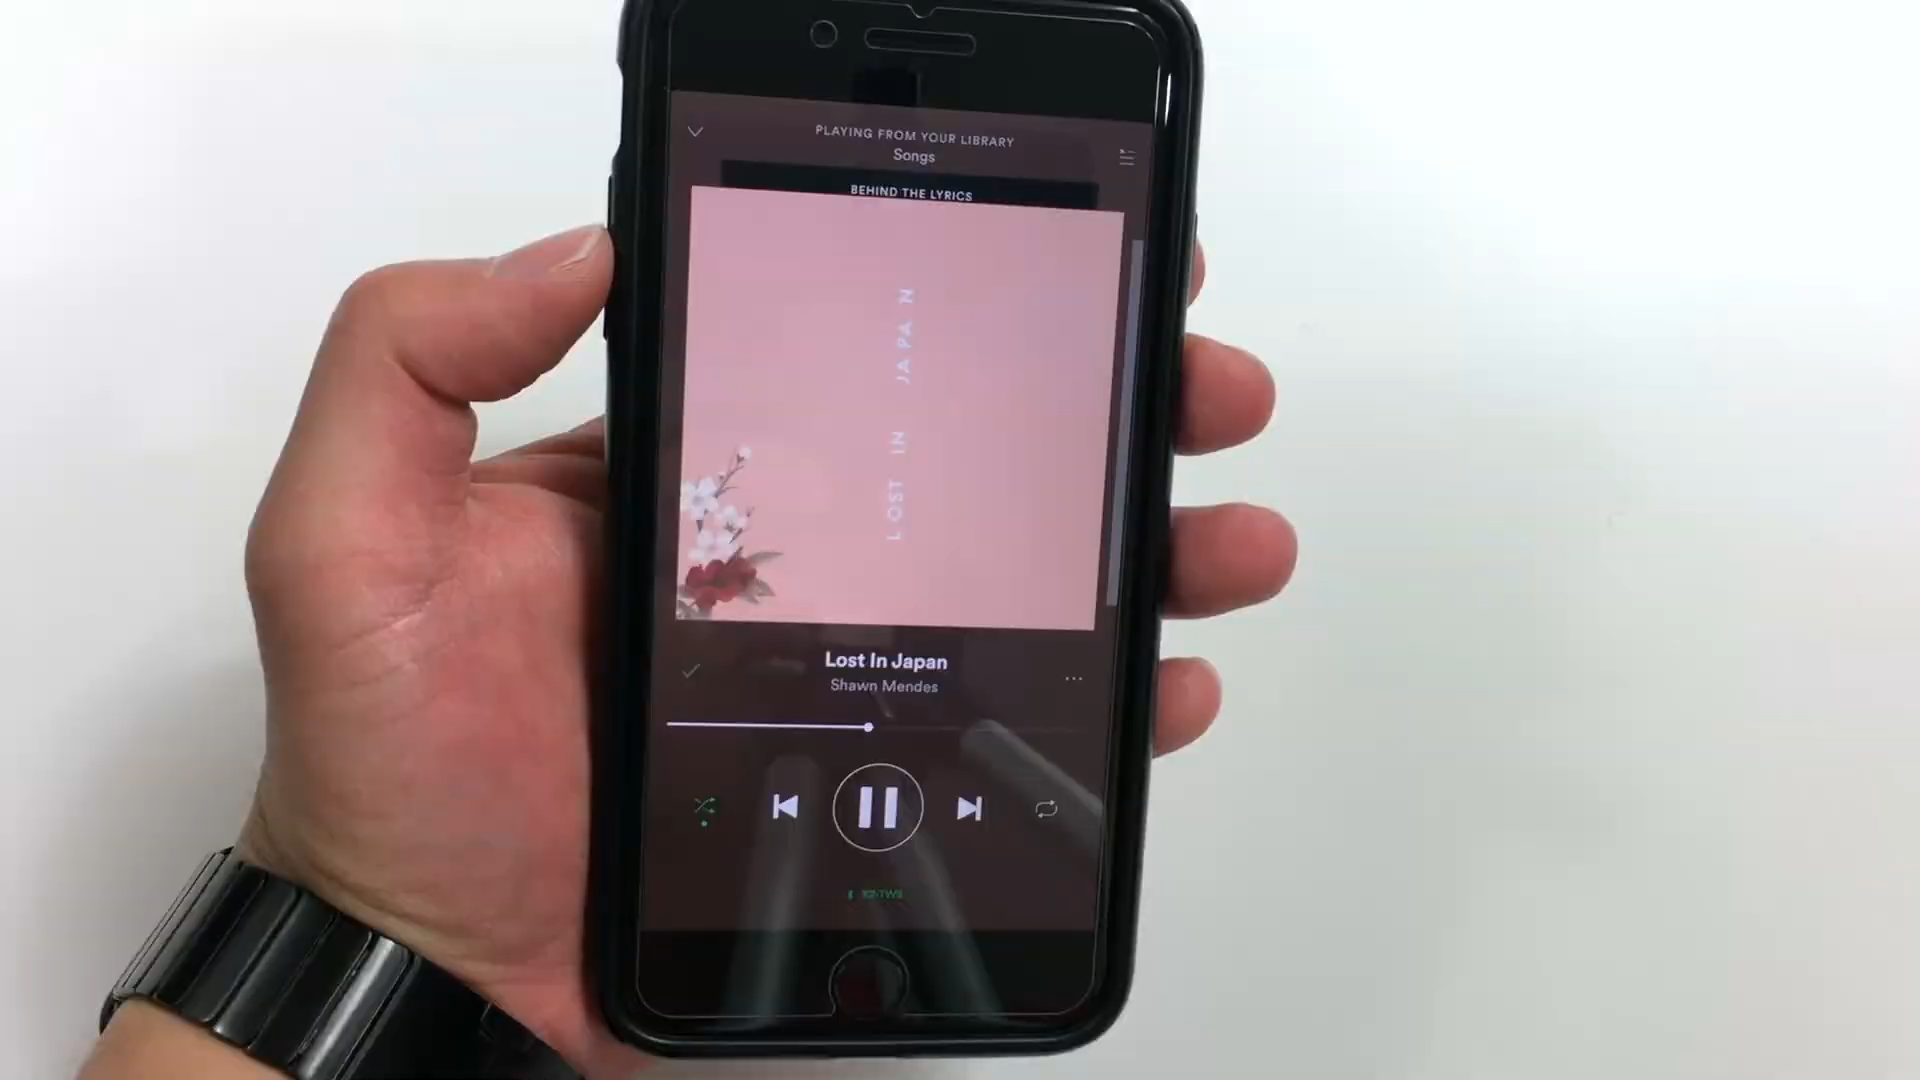 PLAYING FROM YOUR LIBRARY
Songs
BEHIND THE LYRICS
LOST IN JAPAN
Lost In Japan
Shawn Mendes